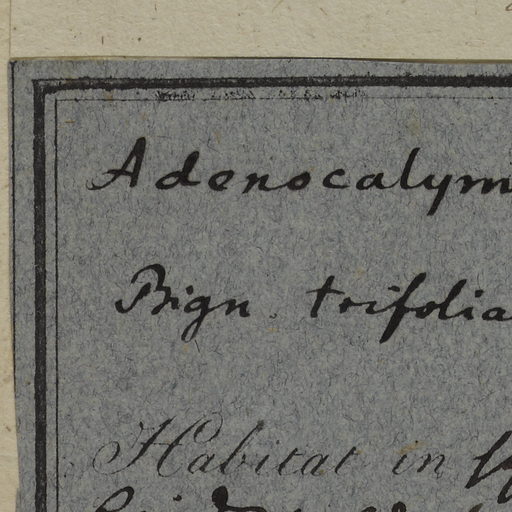 Adenocalym
Bign. trifolia
Habitat in